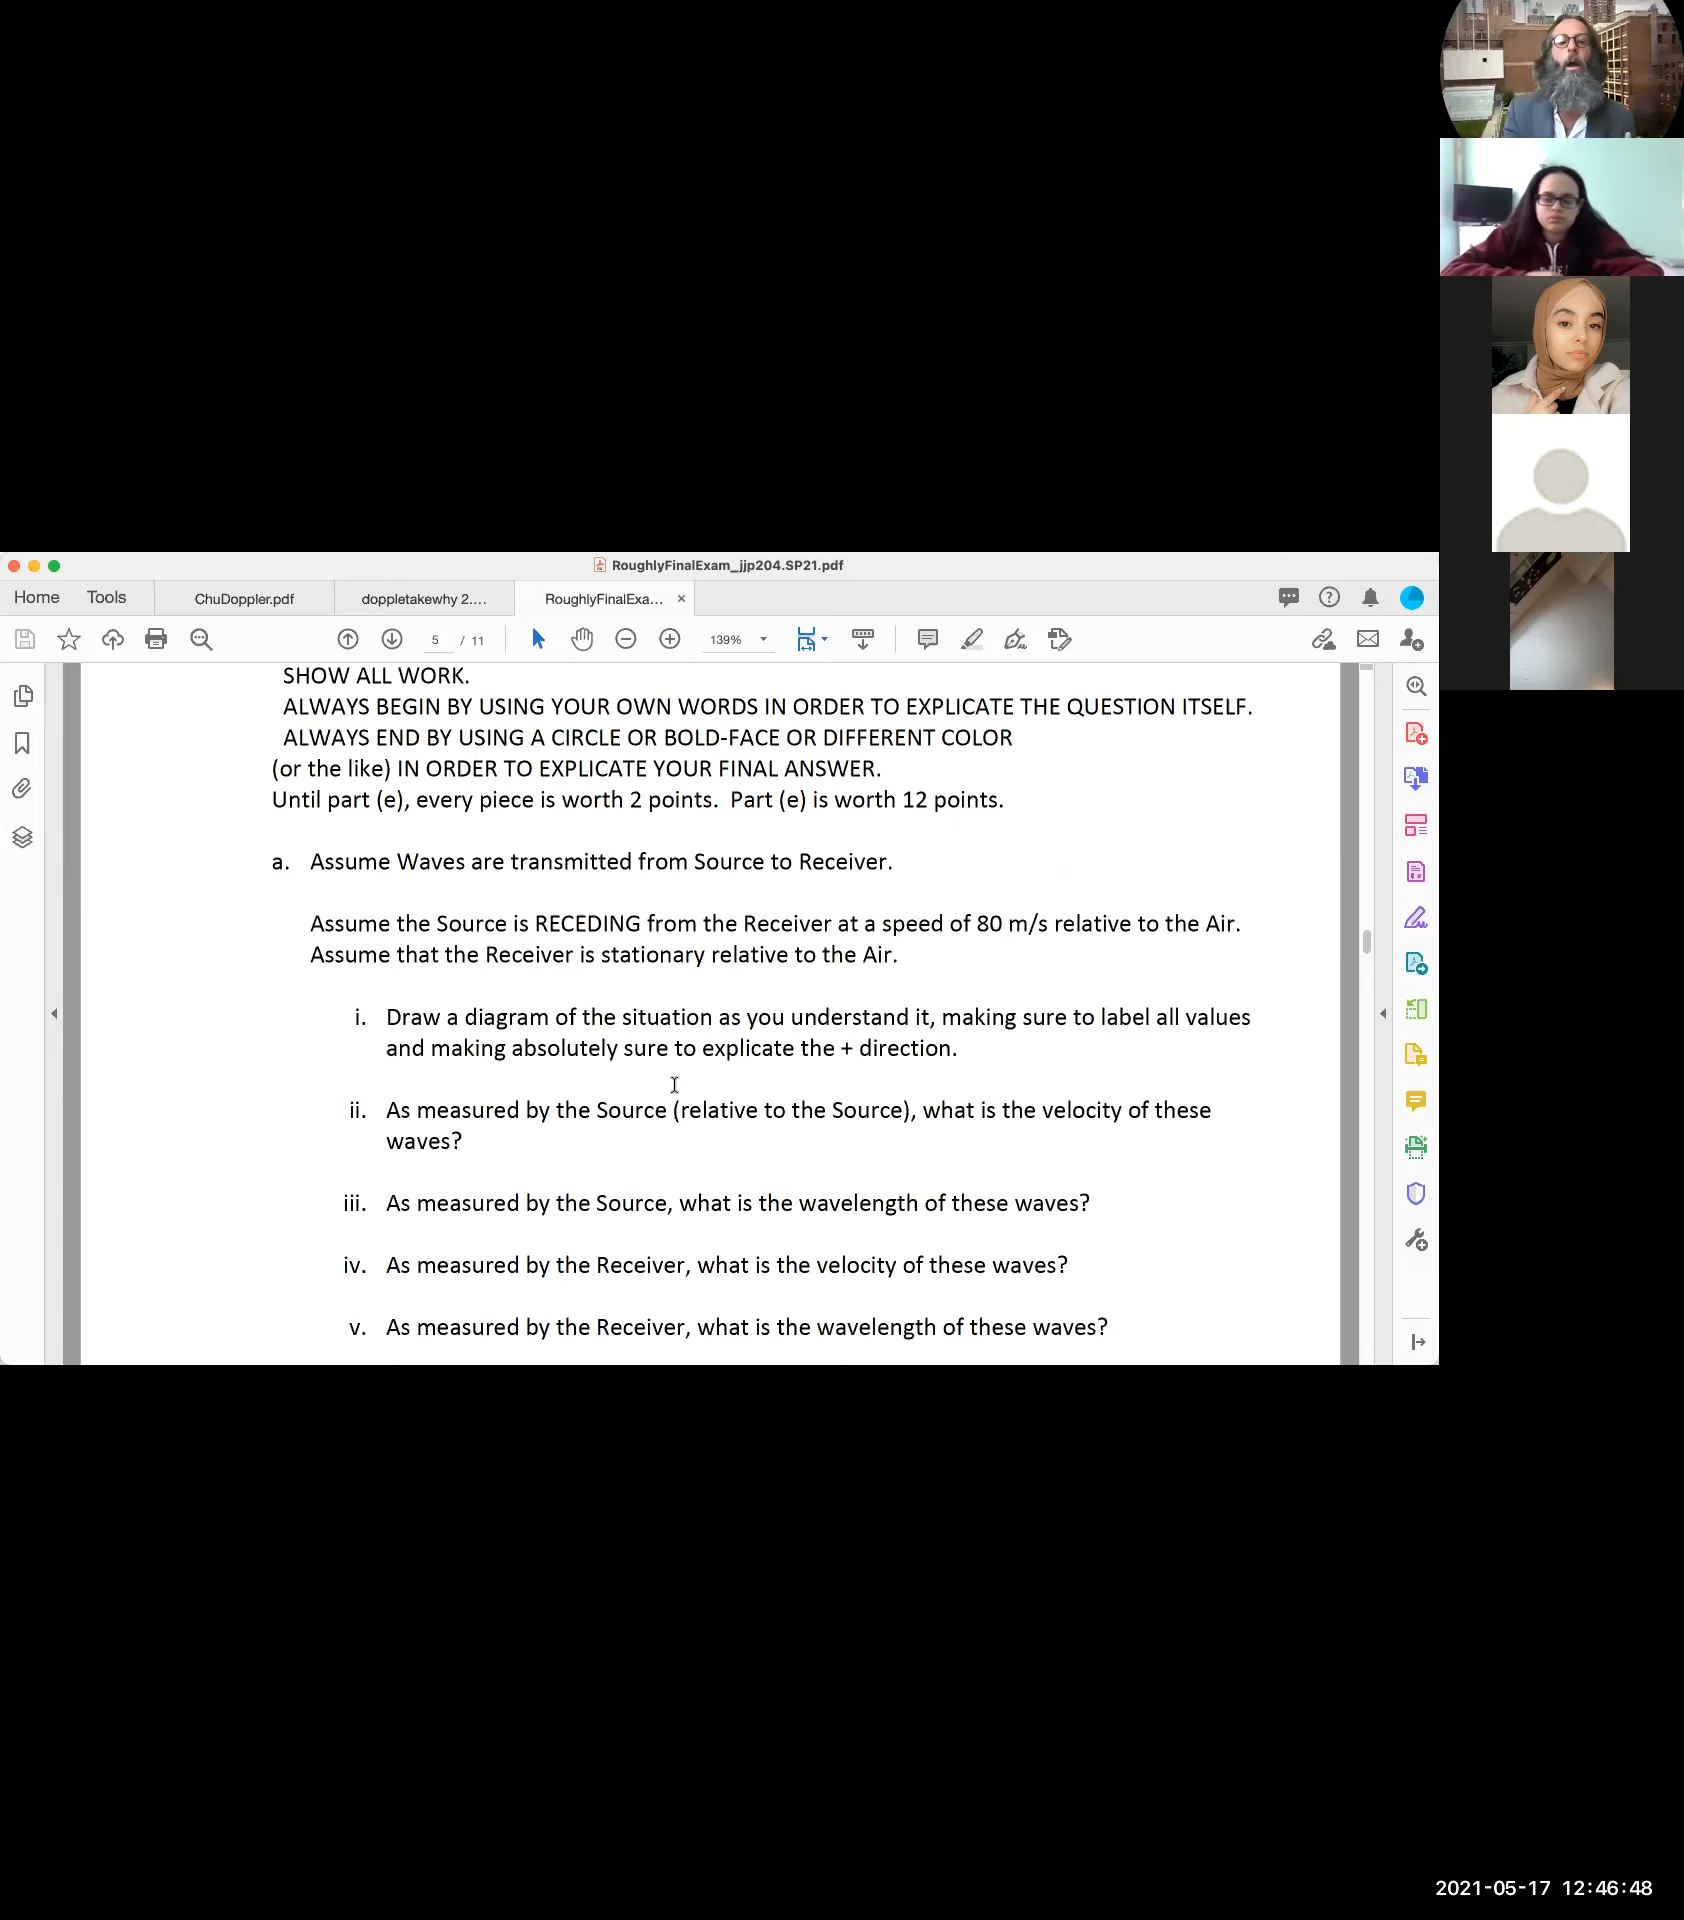 RoughlyFinalExam_jjp204.SP21.pdf
Home Tools ChuDoppler.pdf doppletakewhy 2.... RoughlyFinalExa... ×
5 / 11 139%
SHOW ALL WORK.
ALWAYS BEGIN BY USING YOUR OWN WORDS IN ORDER TO EXPLICATE THE QUESTION ITSELF.
ALWAYS END BY USING A CIRCLE OR BOLD-FACE OR DIFFERENT COLOR
(or the like) IN ORDER TO EXPLICATE YOUR FINAL ANSWER.
Until part (e), every piece is worth 2 points. Part (e) is worth 12 points.
a. Assume Waves are transmitted from Source to Receiver.
Assume the Source is RECEDING from the Receiver at a speed of 80 m/s relative to the Air.
Assume that the Receiver is stationary relative to the Air.
i. Draw a diagram of the situation as you understand it, making sure to label all values
and making absolutely sure to explicate the + direction.
ii. As measured by the Source (relative to the Source), what is the velocity of these
waves?
iii. As measured by the Source, what is the wavelength of these waves?
iv. As measured by the Receiver, what is the velocity of these waves?
v. As measured by the Receiver, what is the wavelength of these waves?
2021-05-17 12:46:48